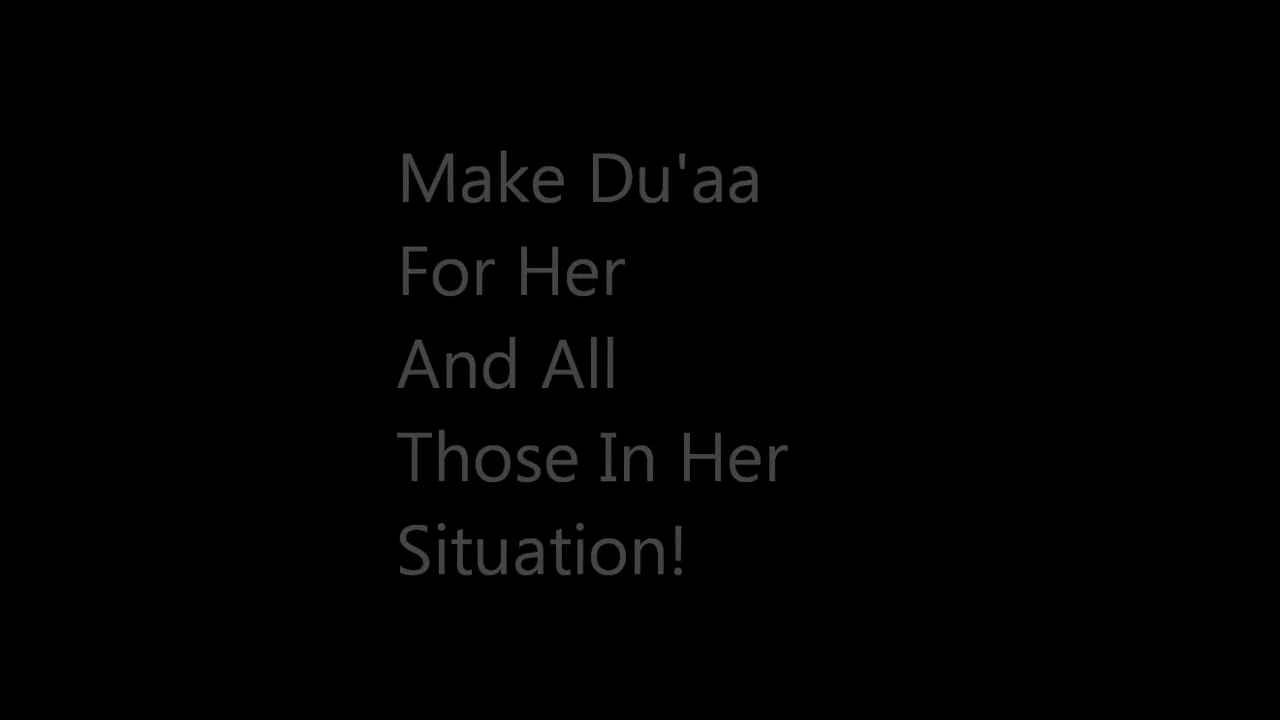 Make Du'aa
For Her
And All
Those In Her
Situation!